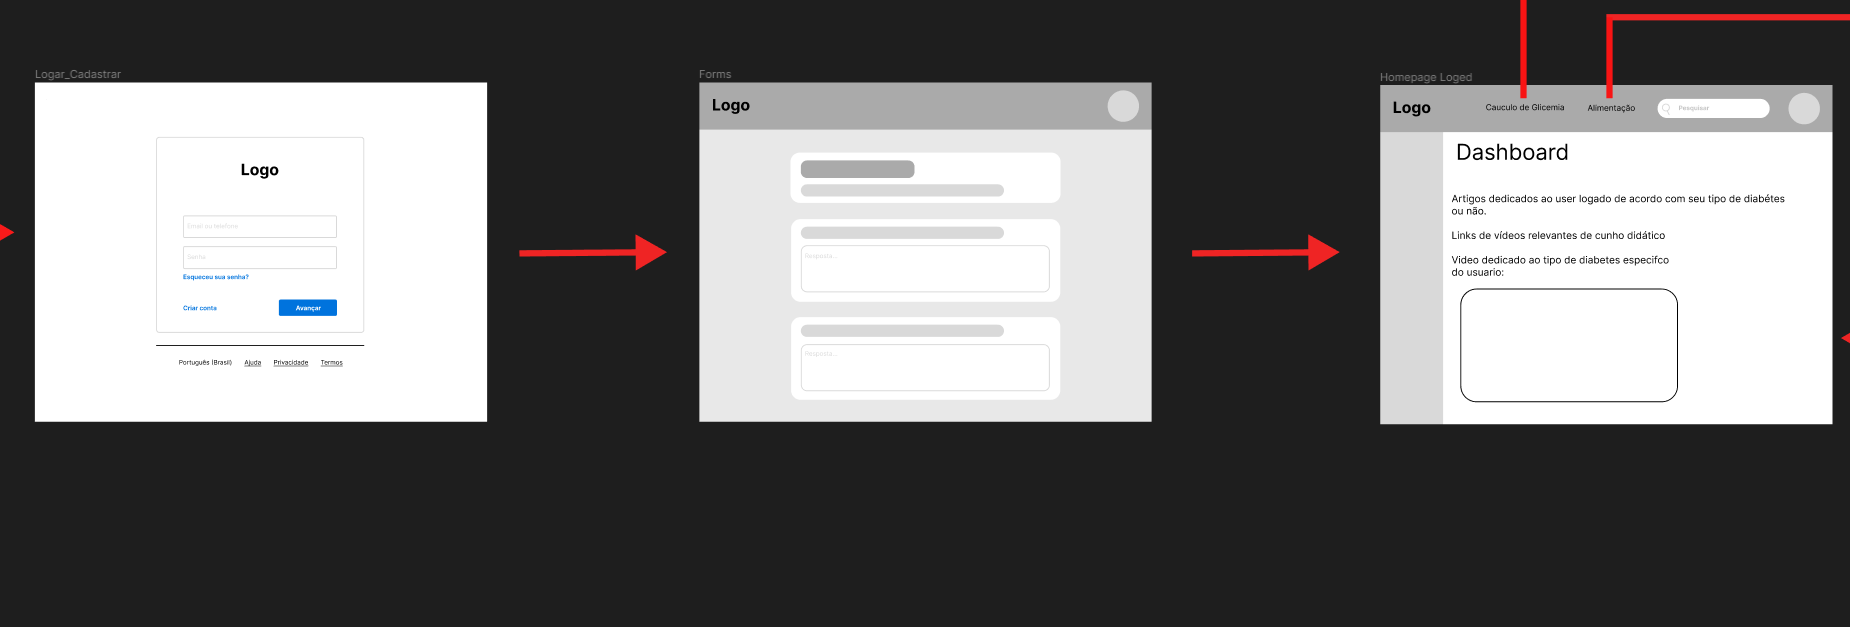 Logar_Cadastrar
Logo
Email ou telefone
Senha
Esqueceu sua senha?
Criar conta
Avançar
Português (Brasil) Ajuda Privacidade Termos
Forms
Logo
Resposta...
Resposta...
Homepage Loged
Logo
Cauculo de Glicemia
Alimentação
Pesquisar
Dashboard
Artigos dedicados ao user logado de acordo com seu tipo de diabétes
ou não.
Links de vídeos relevantes de cunho didático
Video dedicado ao tipo de diabetes especifco
do usuario: